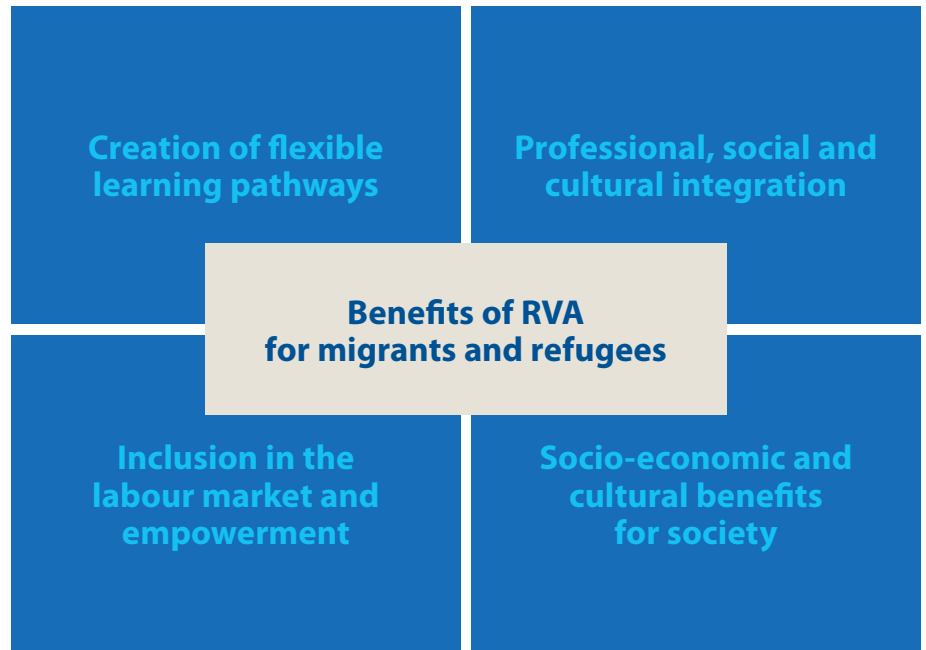 Creation of flexible
learning pathways
Professional, social and
cultural integration
Benefits of RVA
for migrants and refugees
Inclusion in the
labour market and
empowerment
Socio-economic and
cultural benefits
for society